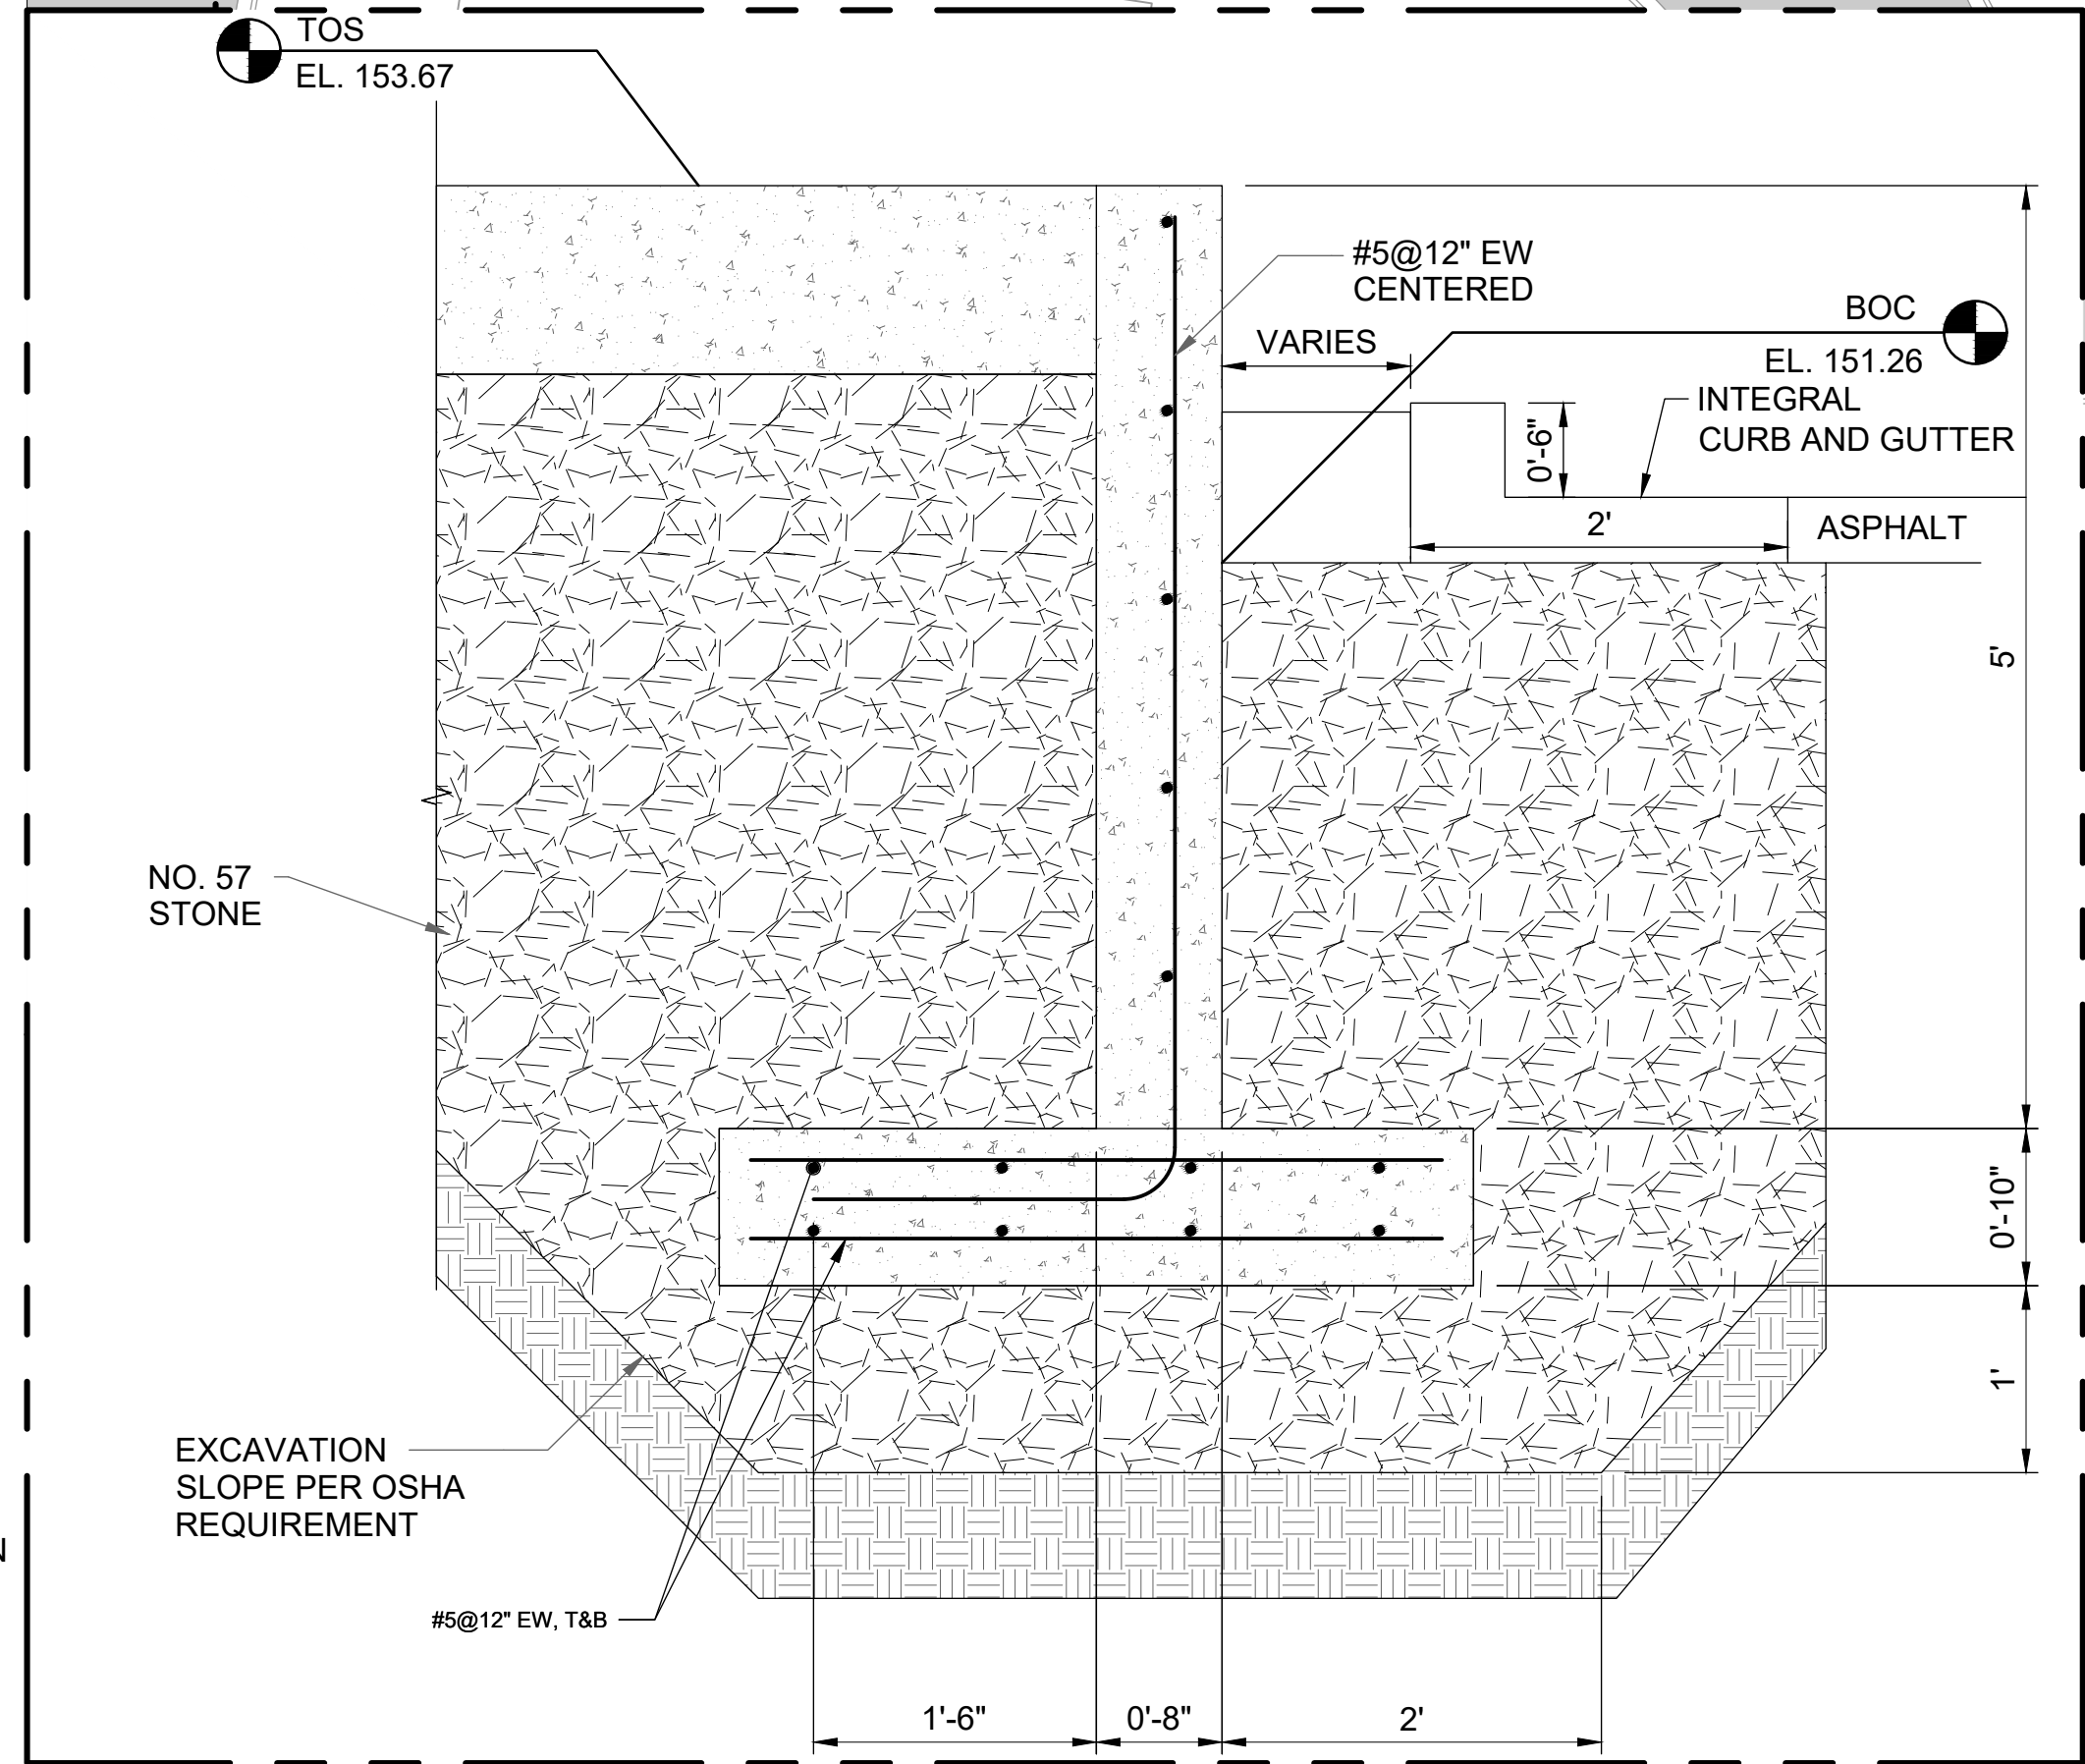 TOS
EL. 153.67
#5@12" EW
CENTERED
BOC
EL. 151.26
VARIES
INTEGRAL
CURB AND GUTTER
0'-6"
2'
ASPHALT
5'
NO. 57
STONE
0'-10"
1'
EXCAVATION
SLOPE PER OSHA
REQUIREMENT
#5@12" EW, T&B
1'-6"
0'-8"
2'